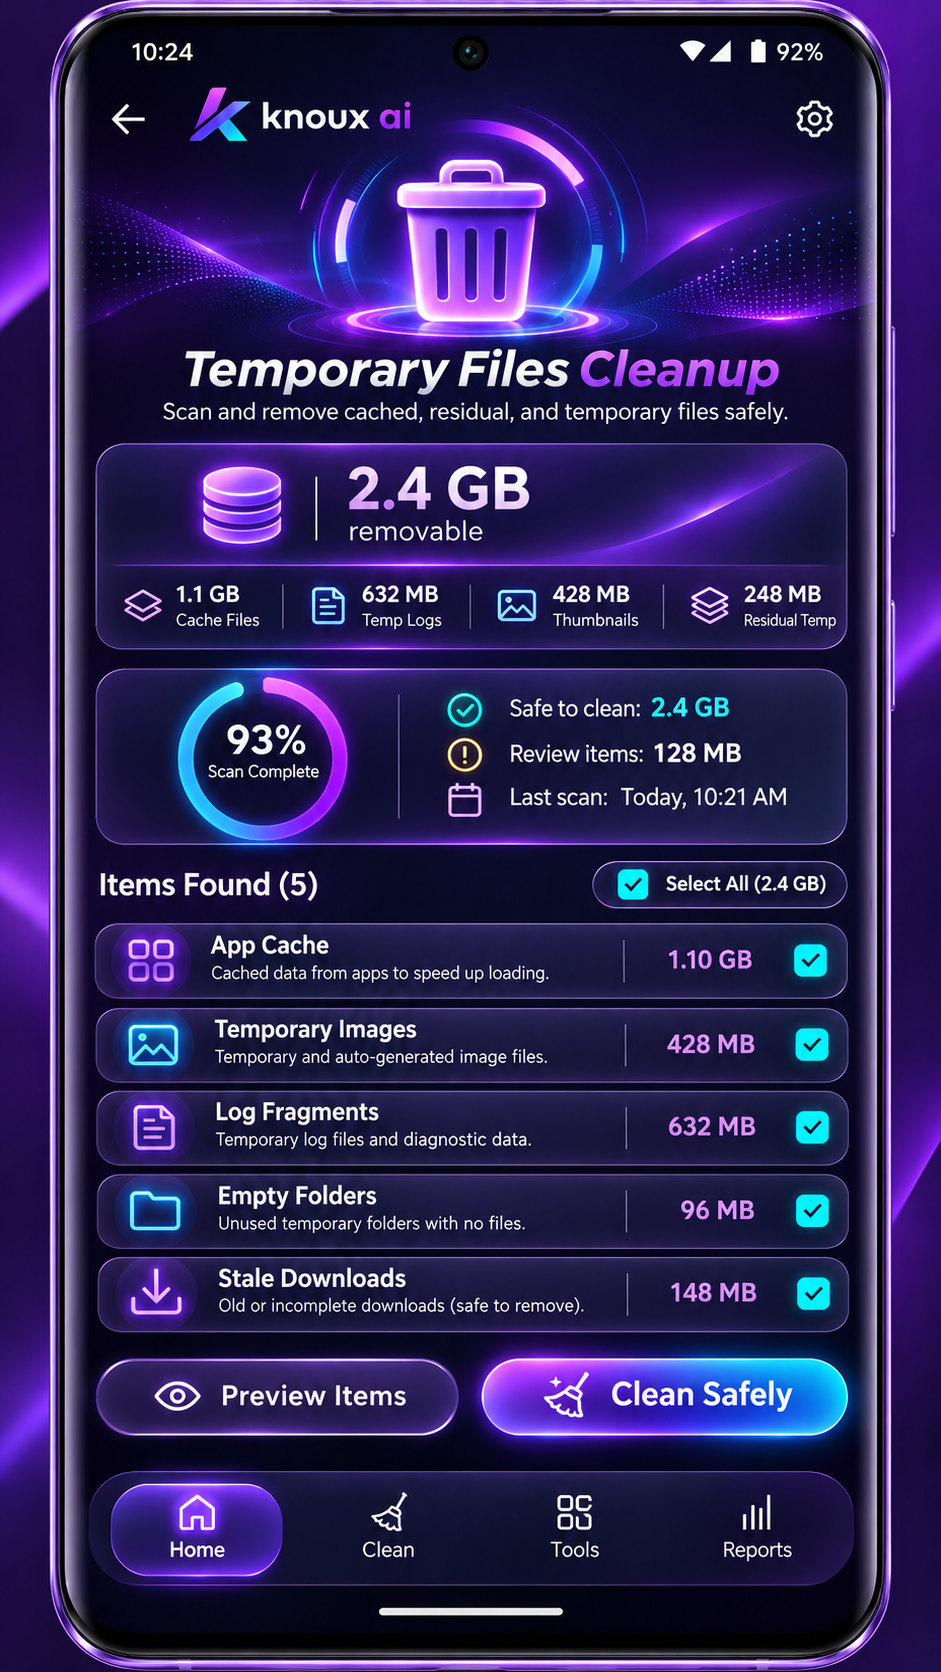 10:24
92%
knoux ai
Temporary Files Cleanup
Scan and remove cached, residual, and temporary files safely.
2.4 GB
removable
1.1 GB
Cache Files
632 MB
Temp Logs
428 MB
Thumbnails
248 MB
Residual Temp
93%
Scan Complete
Safe to clean: 2.4 GB
Review items: 128 MB
Last scan: Today, 10:21 AM
Items Found (5)
Select All (2.4 GB)
App Cache
Cached data from apps to speed up loading.
1.10 GB
Temporary Images
Temporary and auto-generated image files.
428 MB
Log Fragments
Temporary log files and diagnostic data.
632 MB
Empty Folders
Unused temporary folders with no files.
96 MB
Stale Downloads
Old or incomplete downloads (safe to remove).
148 MB
Preview Items
Clean Safely
Home
Clean
Tools
Reports